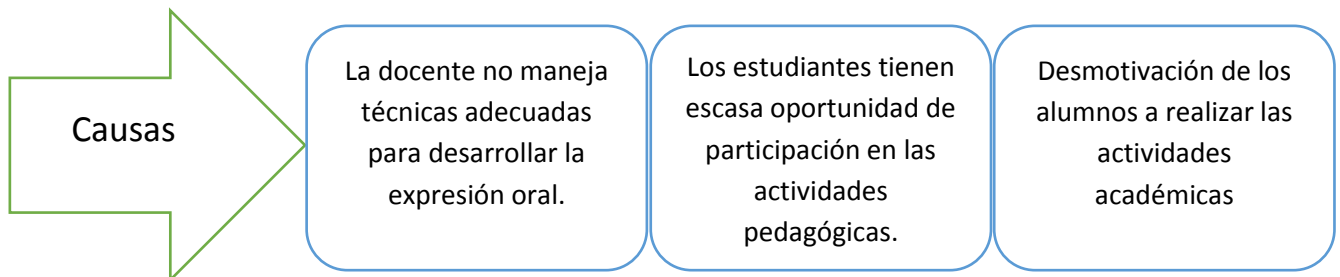 Causas
La docente no maneja
técnicas adecuadas
para desarrollar la
expresión oral.
Los estudiantes tienen
escasa oportunidad de
participación en las
actividades
pedagógicas.
Desmotivación de los
alumnos a realizar las
actividades
académicas